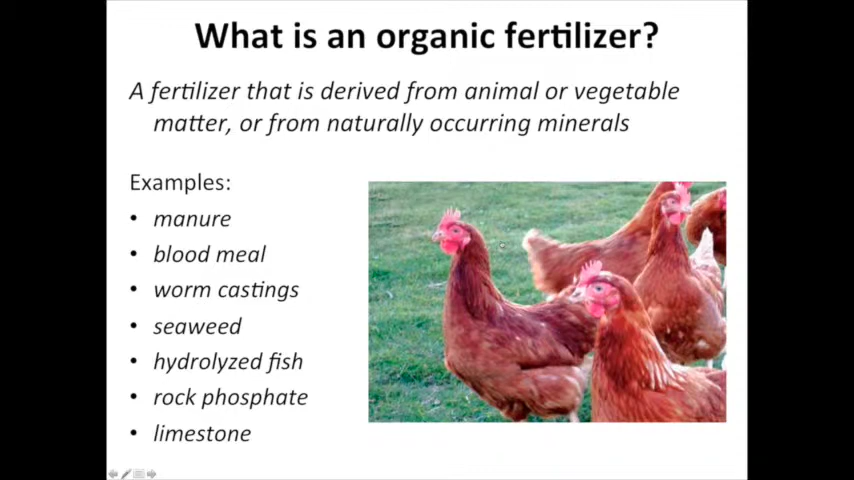 What is an organic fertilizer?
A fertilizer that is derived from animal or vegetable
matter, or from naturally occurring minerals
Examples:
• manure
• blood meal
• worm castings
• seaweed
• hydrolyzed fish
• rock phosphate
• limestone